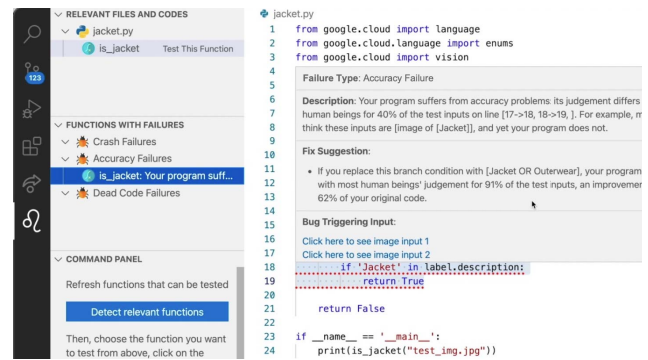 RELEVANT FILES AND CODES
jacket.py
is_jacket Test This Function
123
FUNCTIONS WITH FAILURES
Crash Failures
Accuracy Failures
is_jacket: Your program suff...
Dead Code Failures
COMMAND PANEL
Refresh functions that can be tested
Detect relevant functions
Then, choose the function you want
to test from above, click on the
jacket.py
1 from google.cloud import language
2 from google.cloud.language import enums
3 from google.cloud import vision
4
5 Failure Type: Accuracy Failure
6 Description: Your program suffers from accuracy problems: its judgement differs
7 human beings for 40% of the test inputs on line [17->18, 18->19, ]. For example, m
8 think these inputs are [image of [Jacket]], and yet your program does not.
9
10 Fix Suggestion:
11 • If you replace this branch condition with [Jacket OR Outerwear], your program
12 with most human beings' judgement for 91% of the test inputs, an improvemen
13 62% of your original code.
14
15 Bug Triggering Input:
16 Click here to see image input 1
17 Click here to see image input 2
18 if 'Jacket' in label.description:
19 return True
20
21 return False
22
23 if __name__ == '__main__':
24 print(is_jacket("test_img.jpg"))